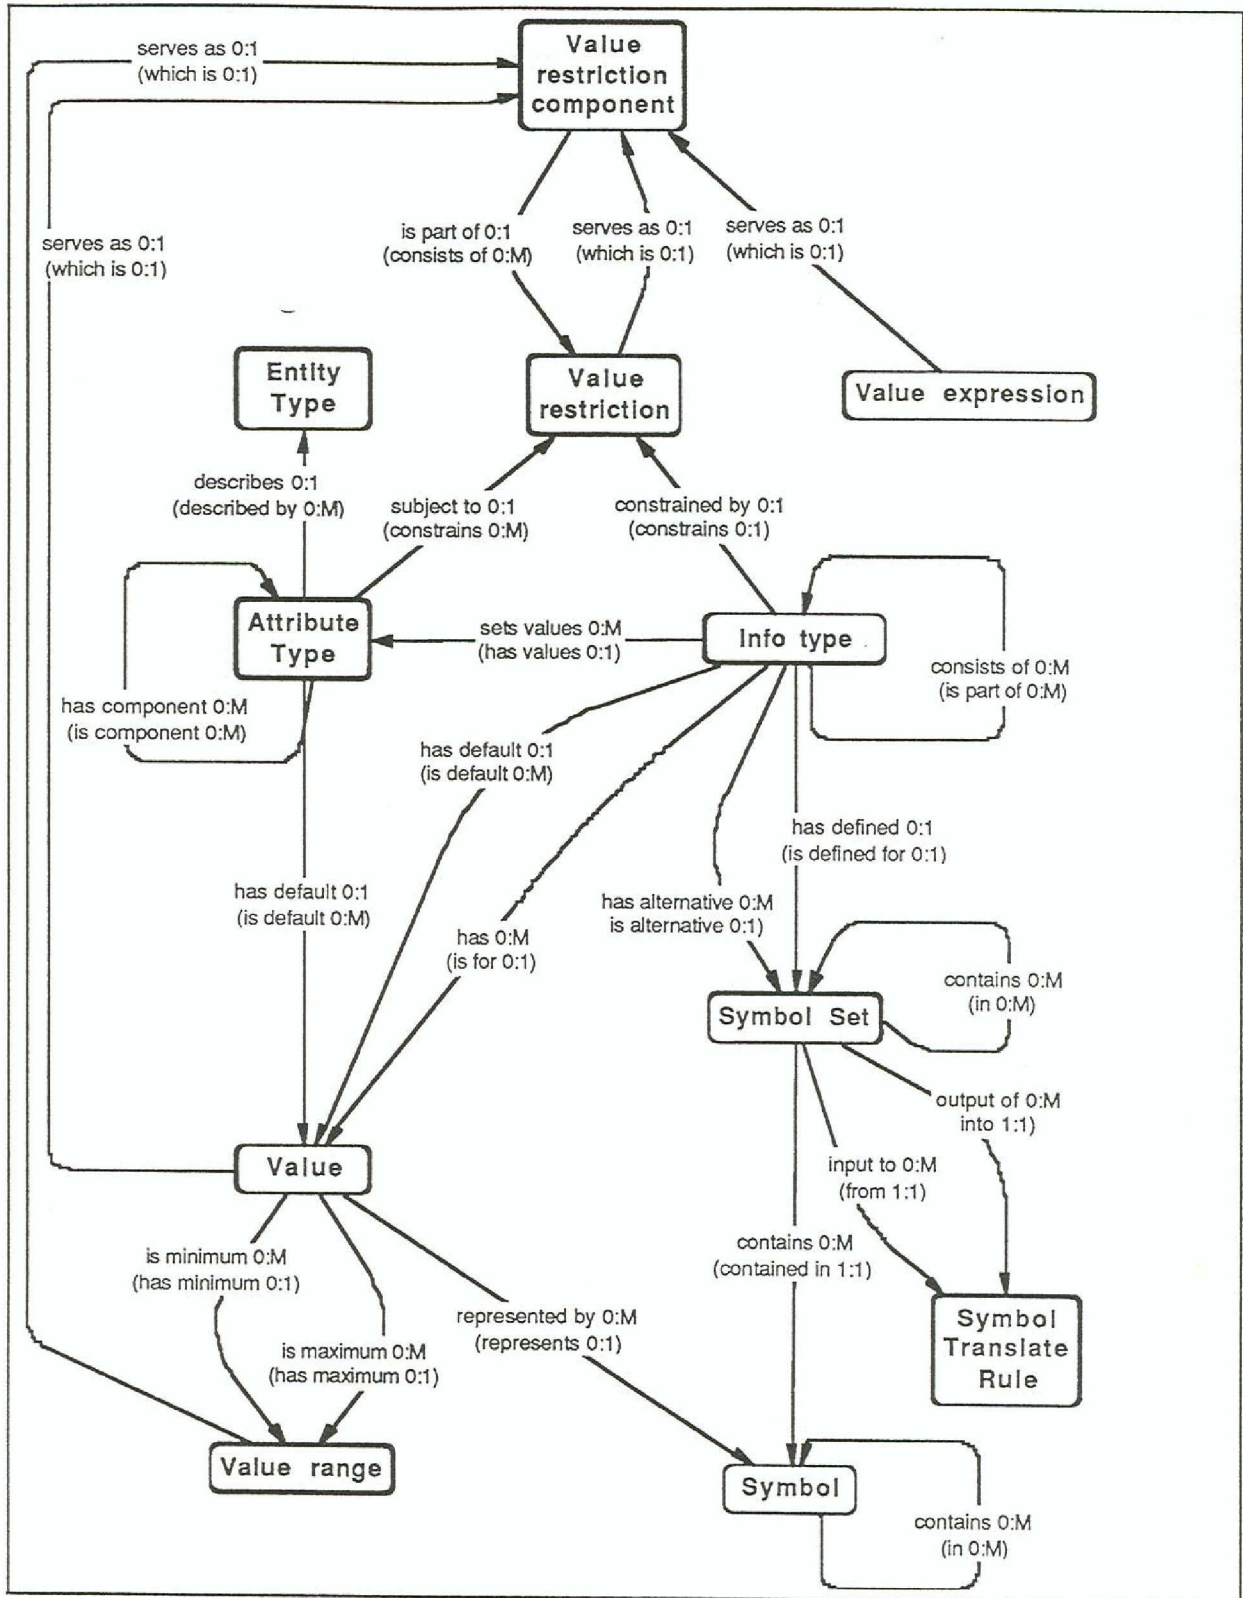 serves as 0:1
(which is 0:1)
Value
restriction
component
serves as 0:1
(which is 0:1)
is part of 0:1
(consists of 0:M)
serves as 0:1
(which is 0:1)
serves as 0:1
(which is 0:1)
Entity
Type
Value
restriction
Value expression
describes 0:1
(described by 0:M)
subject to 0:1
(constrains 0:M)
constrained by 0:1
(constrains 0:1)
Attribute
Type
sets values 0:M
(has values 0:1)
Info type
consists of 0:M
(is part of 0:M)
has component 0:M
(is component 0:M)
has default 0:1
(is default 0:M)
has defined 0:1
(is defined for 0:1)
has default 0:1
(is default 0:M)
has 0:M
(is for 0:1)
has alternative 0:M
is alternative 0:1)
contains 0:M
(in 0:M)
Symbol Set
output of 0:M
into 1:1)
Value
input to 0:M
(from 1:1)
is minimum 0:M
(has minimum 0:1)
contains 0:M
(contained in 1:1)
represented by 0:M
(represents 0:1)
is maximum 0:M
(has maximum 0:1)
Symbol
Translate
Rule
Value range
Symbol
contains 0:M
(in 0:M)